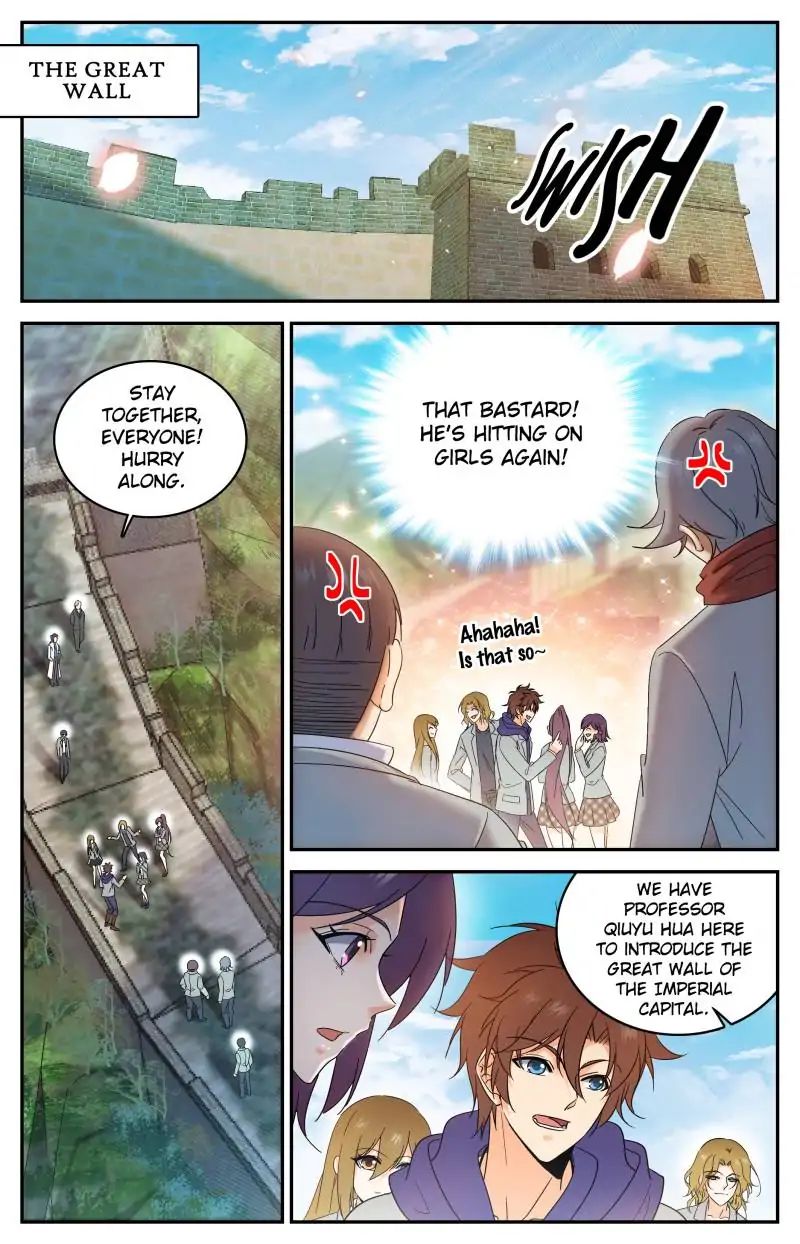 THE GREAT
WALL
SWISH
STAY
TOGETHER,
EVERYONE!
HURRY
ALONG.
THAT BASTARD!
HE'S HITTING ON
GIRLS AGAIN!
Ahahaha!
Is that so~
WE HAVE
PROFESSOR
QIUYU HUA HERE
TO INTRODUCE THE
GREAT WALL OF
THE IMPERIAL
CAPITAL.